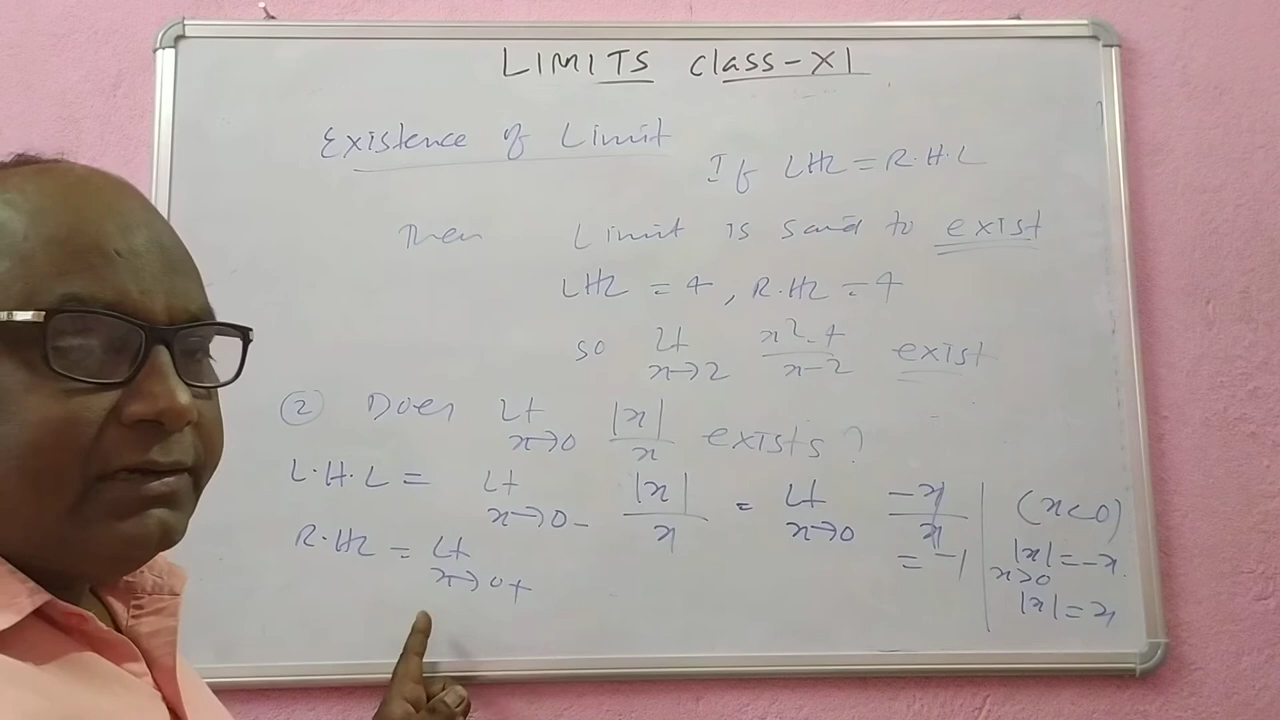 LIMITS class-XI
Existence of Limit
If LHL = R.H.L
Then Limit is said to exist
LHL = 4, R.HL = 4
so Lt x→2 x²-4/x-2 exist
② Does Lt x→0 |x|/x exists?
L.H.L = Lt x→0- |x|/x = Lt x→0 -x/x (x<0)
= -1 |x| = -x.
R.HL = Lt x→0+ x>0
|x| = x